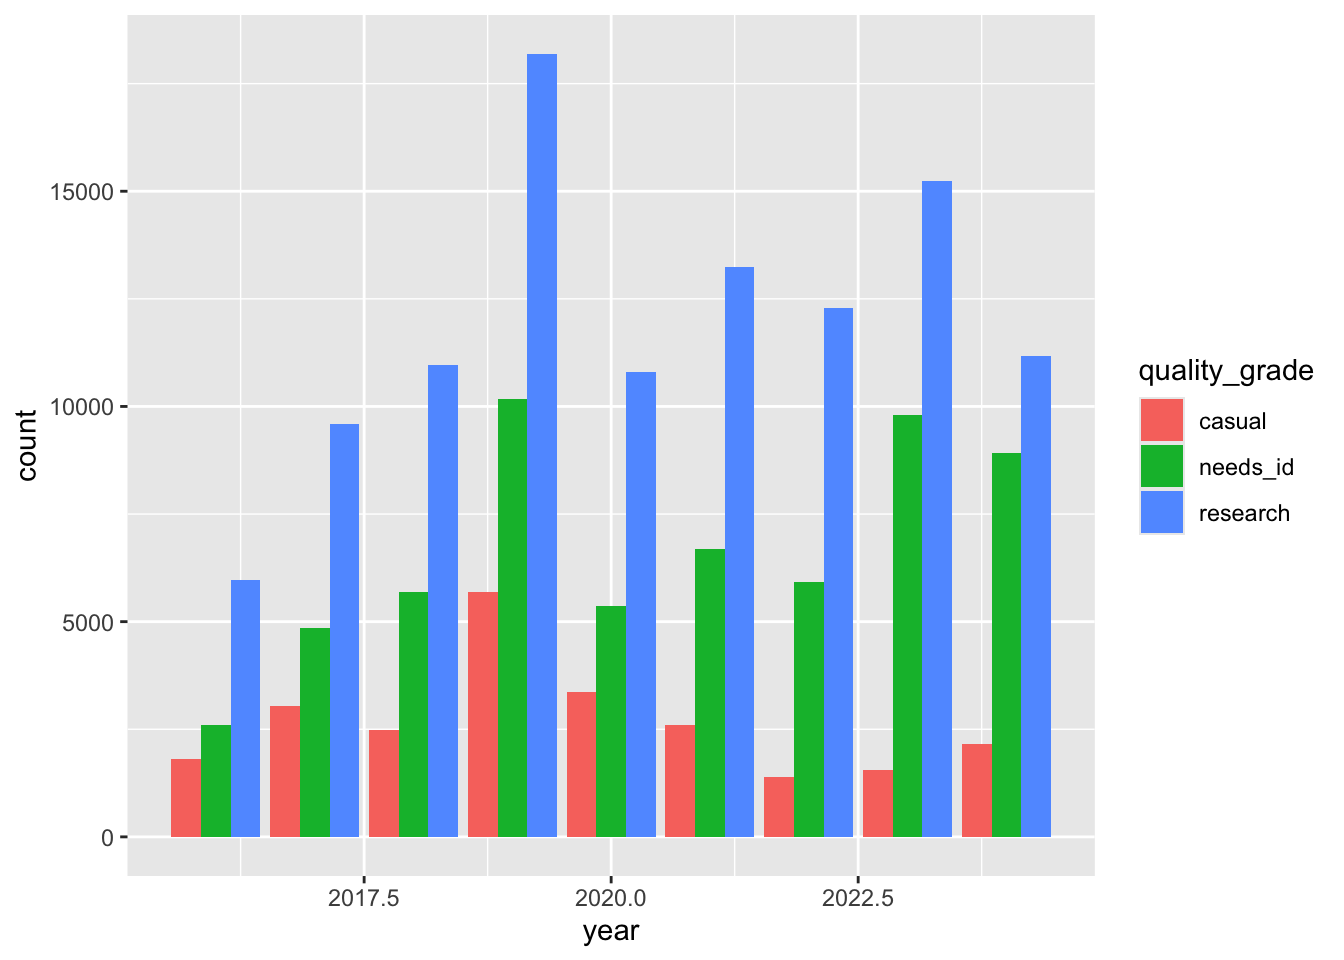 15000
10000
5000
0
count
2017.5
2020.0
2022.5
year
quality_grade
casual
needs_id
research